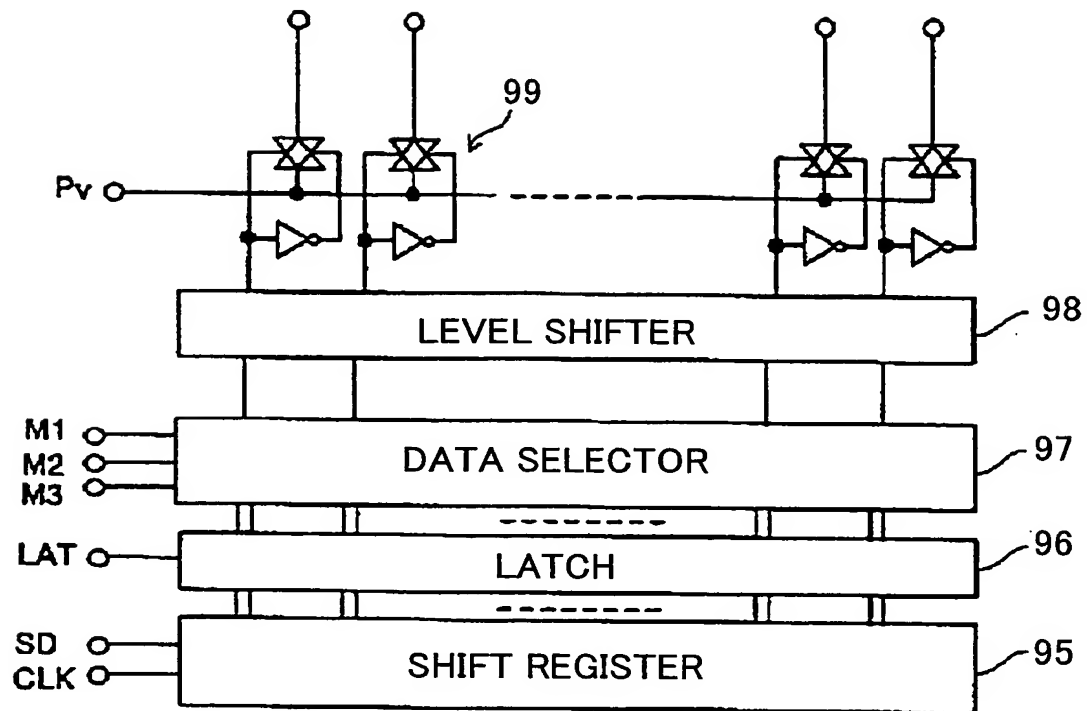 99
Pv
LEVEL SHIFTER
98
M1
M2
M3
DATA SELECTOR
97
LAT
LATCH
96
SD
CLK
SHIFT REGISTER
95